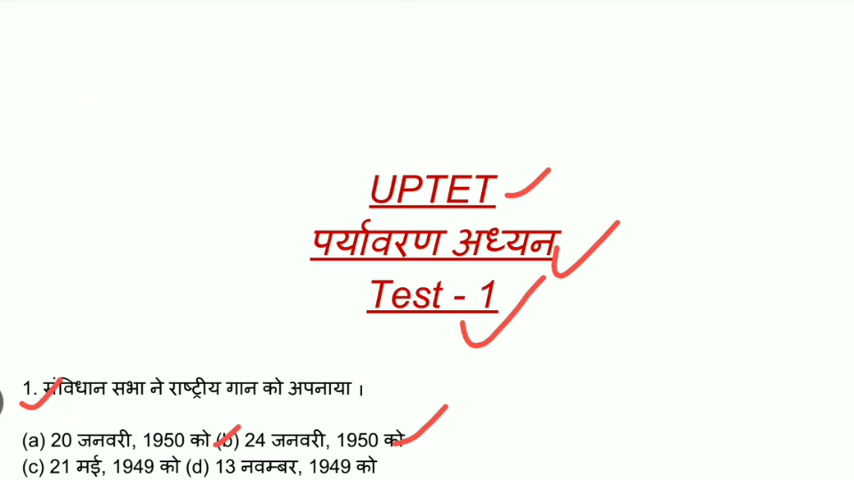 UPTET
पर्यावरण अध्यन
Test - 1
1. संविधान सभा ने राष्ट्रीय गान को अपनाया ।
(a) 20 जनवरी, 1950 को (b) 24 जनवरी, 1950 को
(c) 21 मई, 1949 को (d) 13 नवम्बर, 1949 को